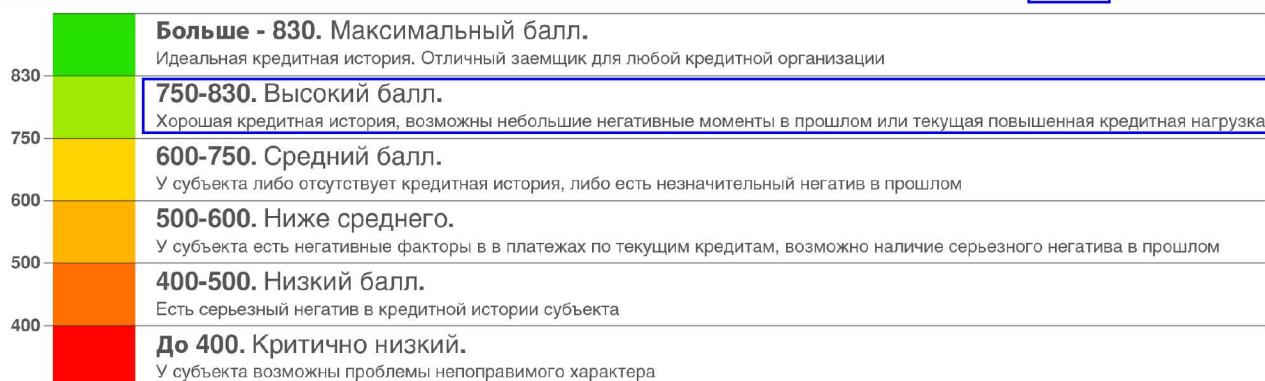 Больше - 830. Максимальный балл.
Идеальная кредитная история. Отличный заемщик для любой кредитной организации
830
750-830. Высокий балл.
Хорошая кредитная история, возможны небольшие негативные моменты в прошлом или текущая повышенная кредитная нагрузка
750
600-750. Средний балл.
У субъекта либо отсутствует кредитная история, либо есть незначительный негатив в прошлом
600
500-600. Ниже среднего.
У субъекта есть негативные факторы в в платежах по текущим кредитам, возможно наличие серьезного негатива в прошлом
500
400-500. Низкий балл.
Есть серьезный негатив в кредитной истории субъекта
400
До 400. Критично низкий.
У субъекта возможны проблемы непоправимого характера